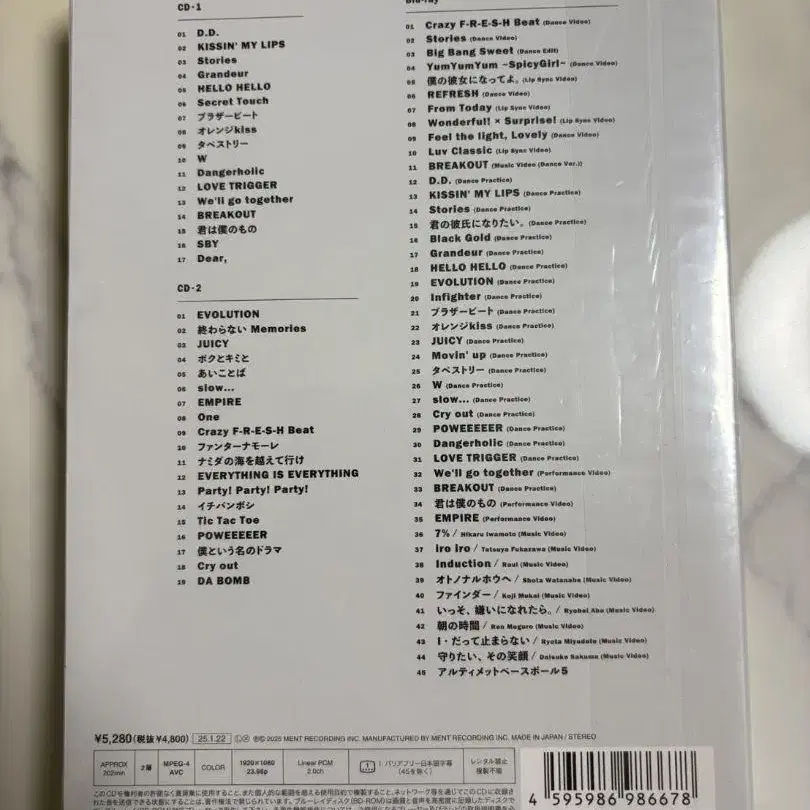 CD-1
01 D.D.
02 KISSIN' MY LIPS
03 Stories
04 Grandeur
05 HELLO HELLO
06 Secret Touch
07 ブラザービート
08 オレンジkiss
09 タペストリー
10 W
11 Dangerholic
12 LOVE TRIGGER
13 We'll go together
14 BREAKOUT
15 君は僕のもの
16 SBY
17 Dear,
CD-2
01 EVOLUTION
02 終わらない Memories
03 JUICY
04 ボクとキミと
05 あいことば
06 slow...
07 EMPIRE
08 One
09 Crazy F-R-E-S-H Beat
10 ファンターナモーレ
11 ナミダの海を越えて行け
12 EVERYTHING IS EVERYTHING
13 Party! Party! Party!
14 イチバンボシ
15 Tic Tac Toe
16 POWEEEEER
17 僕という名のドラマ
18 Cry out
19 DA BOMB
Blu-ray
01 Crazy F-R-E-S-H Beat (Dance Video)
02 Stories (Dance Video)
03 Big Bang Sweet (Dance Edit)
04 YumYumYum ~SpicyGirl~ (Dance Video)
05 僕の彼女になってよ。(Lip Sync Video)
06 REFRESH (Dance Video)
07 From Today (Lip Sync Video)
08 Wonderful! × Surprise! (Lip Sync Video)
09 Feel the light, Lovely (Dance Video)
10 Luv Classic (Lip Sync Video)
11 BREAKOUT (Music Video (Dance Ver.))
12 D.D. (Dance Practice)
13 KISSIN' MY LIPS (Dance Practice)
14 Stories (Dance Practice)
15 君の彼氏になりたい。(Dance Practice)
16 Black Gold (Dance Practice)
17 Grandeur (Dance Practice)
18 HELLO HELLO (Dance Practice)
19 EVOLUTION (Dance Practice)
20 Infighter (Dance Practice)
21 ブラザービート (Dance Practice)
22 オレンジkiss (Dance Practice)
23 JUICY (Dance Practice)
24 Movin' up (Dance Practice)
25 タペストリー (Dance Practice)
26 W (Dance Practice)
27 slow... (Dance Practice)
28 Cry out (Dance Practice)
29 POWEEEEER (Dance Practice)
30 Dangerholic (Dance Practice)
31 LOVE TRIGGER (Dance Practice)
32 We'll go together (Performance Video)
33 BREAKOUT (Dance Practice)
34 君は僕のもの (Performance Video)
35 EMPIRE (Performance Video)
36 7% / Hikaru Iwamoto (Music Video)
37 iro iro / Tatsuya Fukazawa (Music Video)
38 Induction / Raul (Music Video)
39 オトノナルホウヘ / Shota Watanabe (Music Video)
40 ファインダー / Koji Mukai (Music Video)
41 いっそ、嫌いになれたら。/ Ryohei Abe (Music Video)
42 朝の時間 / Ren Meguro (Music Video)
43 I・だって止まらない / Ryota Miyadate (Music Video)
44 守りたい、その笑顔 / Daisuke Sakuma (Music Video)
45 アルティメットベースボール5
¥5,280(税抜¥4,800) 25.1.22 Ⓛ Ⓧ ℗© 2025 MENT RECORDING INC. MANUFACTURED BY MENT RECORDING INC. MADE IN JAPAN / STEREO
APPROX 202min 2層 MPEG-4 AVC COLOR 1920×1080 23.98p Linear PCM 2.0ch 1 1. バリアフリー日本語字幕 (45を除く) レンタル禁止 複製不能
4 595986 986678